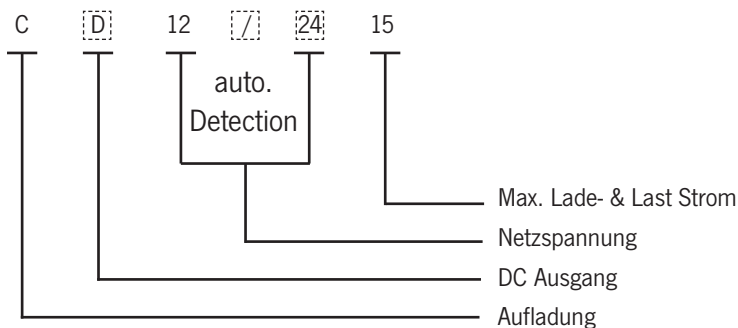 C D 12 / 24 15
auto.
Detection
Max. Lade- & Last Strom
Netzspannung
DC Ausgang
Aufladung